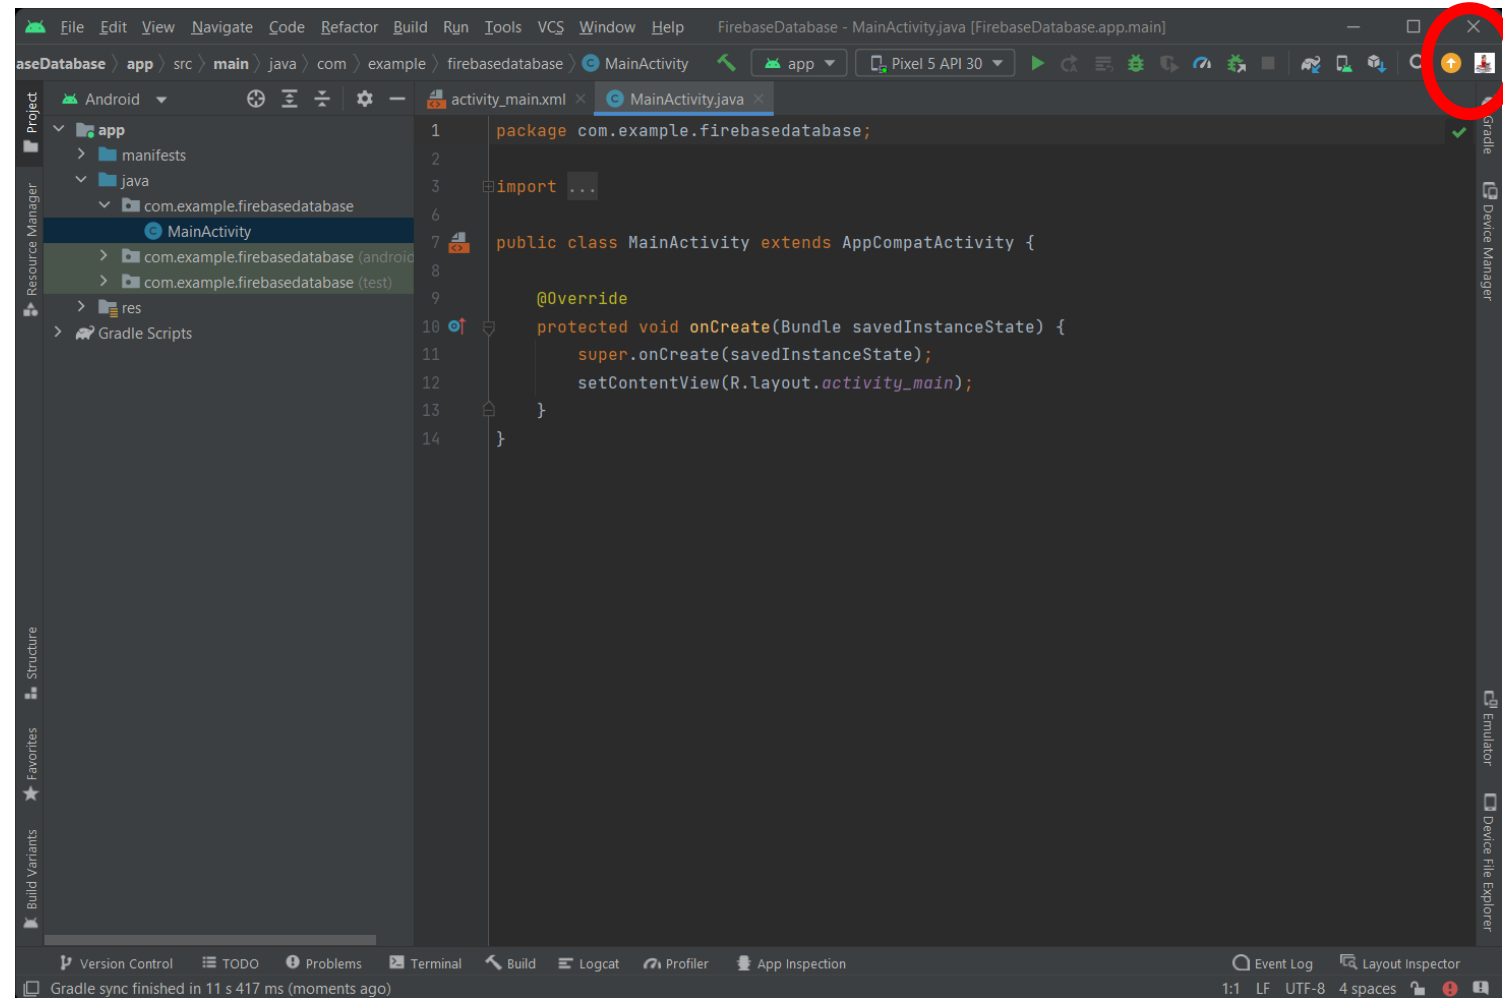 File Edit View Navigate Code Refactor Build Run Tools VCS Window Help FirebaseDatabase - MainActivity.java [FirebaseDatabase.app.main]
aseDatabase app src main java com example firebasedatabase MainActivity app Pixel 5 API 30
Project
Resource Manager
Structure
Favorites
Build Variants
Android
app
manifests
java
com.example.firebasedatabase
MainActivity
com.example.firebasedatabase (android
com.example.firebasedatabase (test)
res
Gradle Scripts
activity_main.xml MainActivity.java
1 package com.example.firebasedatabase;
2
3 import ...
6
7 public class MainActivity extends AppCompatActivity {
8
9 @Override
10 protected void onCreate(Bundle savedInstanceState) {
11 super.onCreate(savedInstanceState);
12 setContentView(R.layout.activity_main);
13 }
14 }
Gradle
Device Manager
Emulator
Device File Explorer
Version Control TODO Problems Terminal Build Logcat Profiler App Inspection Event Log Layout Inspector
Gradle sync finished in 11 s 417 ms (moments ago) 1:1 LF UTF-8 4 spaces